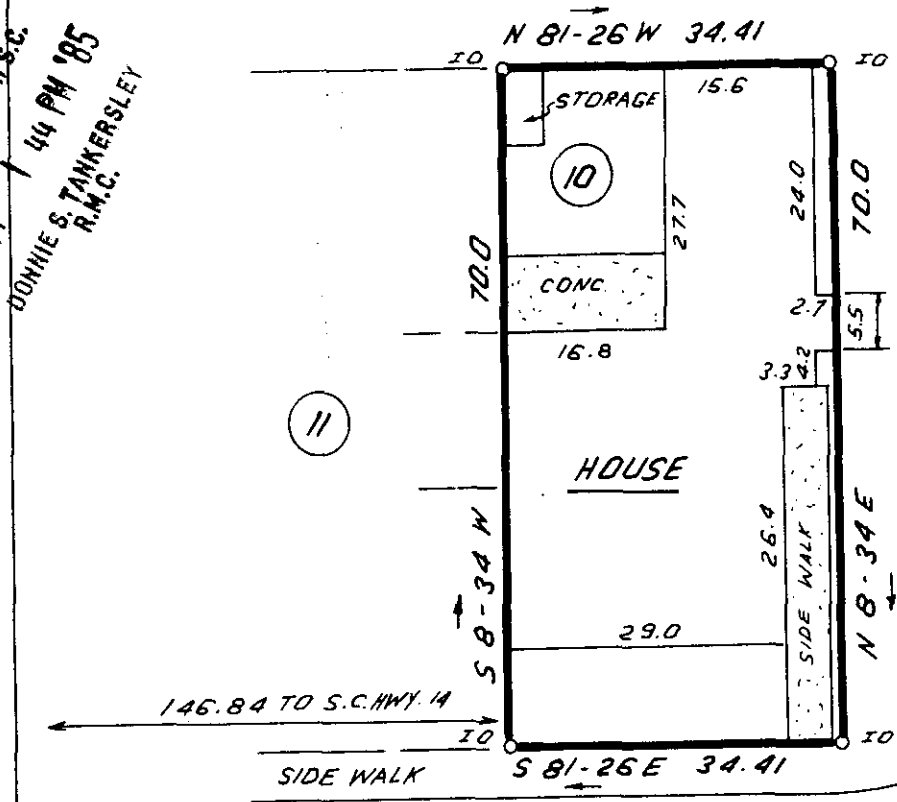 S.C.
1 44 PM '85
DONNIE S. TANKERSLEY
R.M.C.
N 81-26 W 34.41
IO
IO
STORAGE
15.6
10
24.0
70.0
27.7
70.0
CONC.
2.7
5.5
16.8
3.3
4.2
11
HOUSE
26.4
SIDE WALK
N 8-34 E
S 8-34 W
29.0
146.84 TO S.C. HWY. 14
IO
IO
SIDE WALK
S 81-26 E 34.41